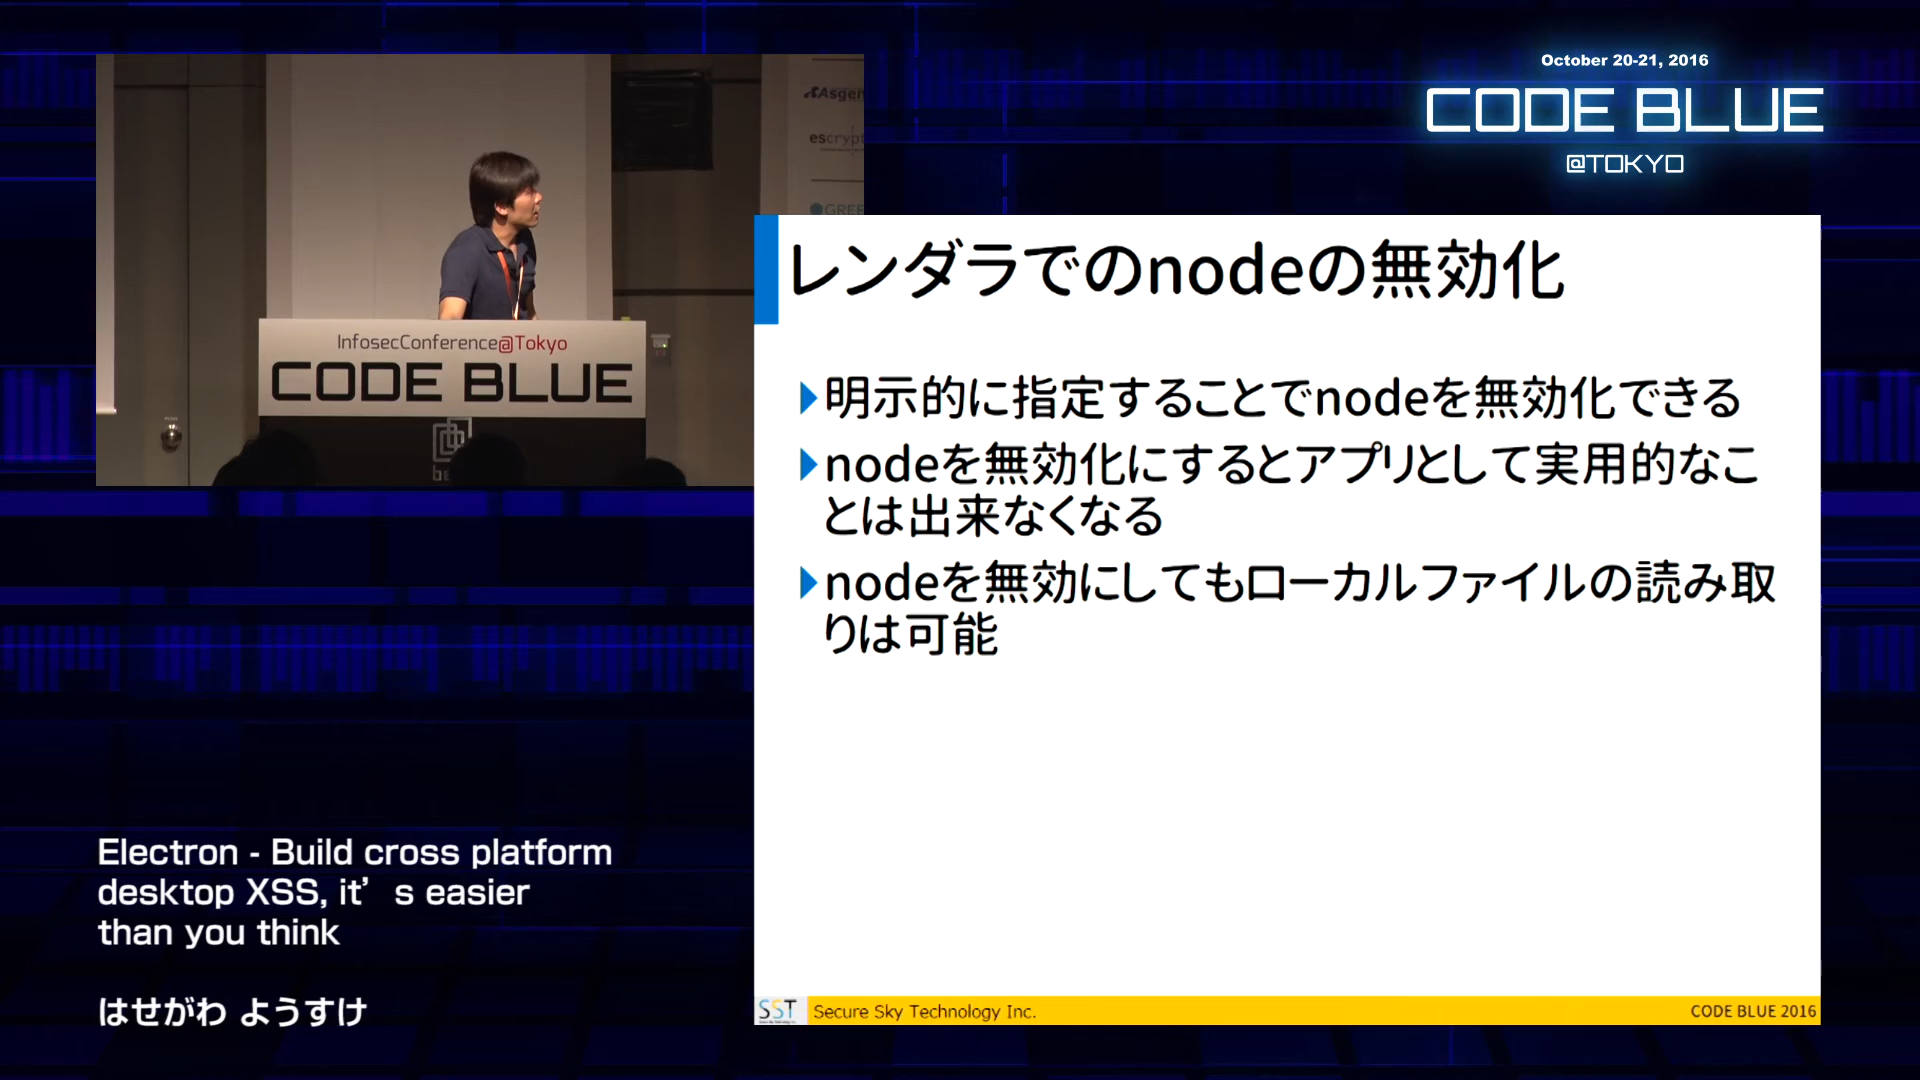 October 20-21, 2016
CODE BLUE
@TOKYO
Asgen
escrypt
GREE
InfosecConference@Tokyo
CODE BLUE
レンダラでのnodeの無効化
明示的に指定することでnodeを無効化できる
nodeを無効化にするとアプリとして実用的なこ
とは出来なくなる
nodeを無効にしてもローカルファイルの読み取
りは可能
Electron - Build cross platform
desktop XSS, it’s easier
than you think
はせがわ ようすけ
SST
Secure Sky Technology Inc.
CODE BLUE 2016